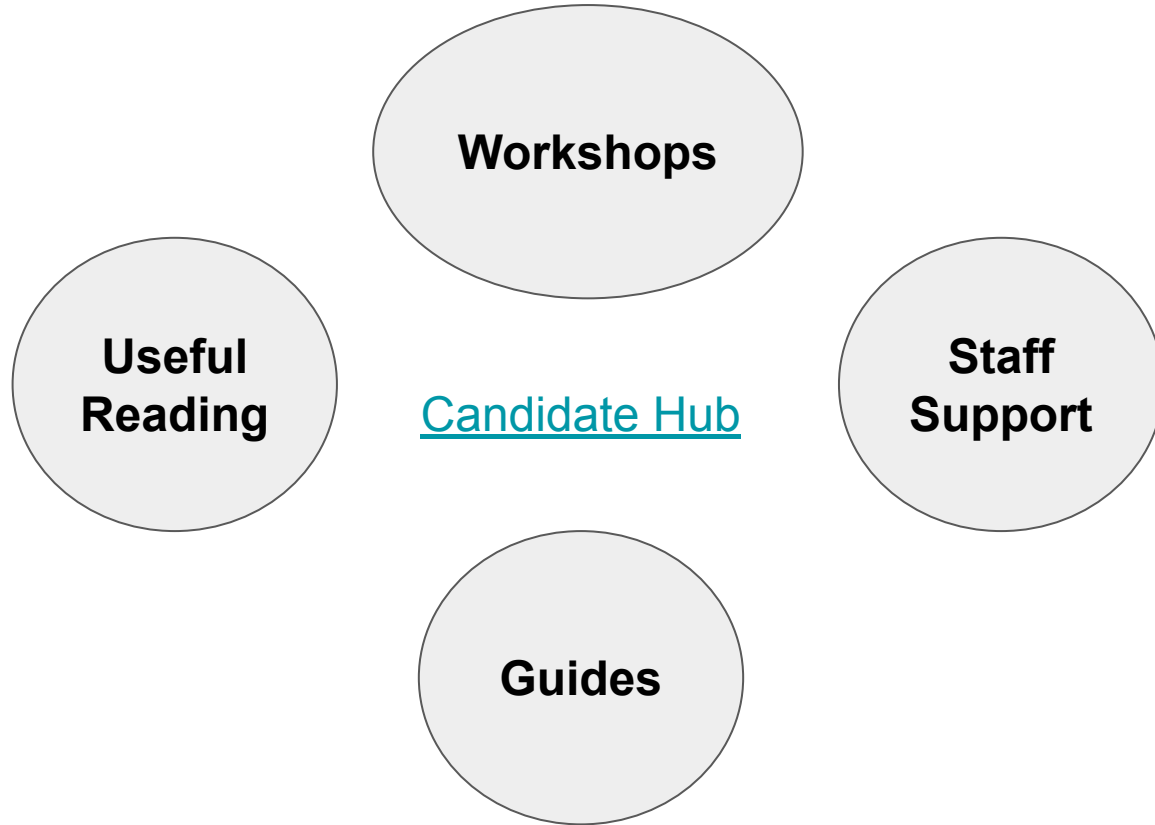 Workshops
Useful
Reading
Candidate Hub
Staff
Support
Guides